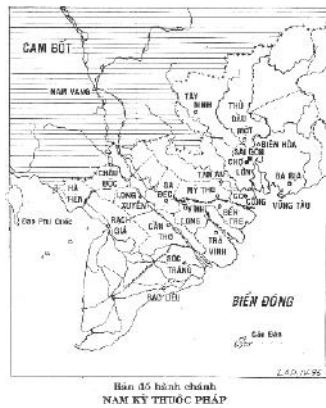 CAM BỐT
NAM VANG
TÂY
NINH
THỦ
DẦU
MỘT
SAI GON
BIÊN HÒA
CHỢ
LỚN
BÀ RỊA
VŨNG TÀU
TÂN AN
MỸ THO
GÒ
CÔNG
CHÂU
ĐỐC
HÀ
TIÊN
LONG
XUYÊN
SA
ĐÉC
VĨNH
LONG
BẾN
TRE
Đảo Phú Quốc
RẠCH
GIÁ
CẦN
THƠ
TRÀ
VINH
SÓC
TRĂNG
BẠC LIÊU
BIỂN ĐÔNG
Côn Đảo
Bản đồ hành chánh
NAM KỲ THUỘC PHÁP